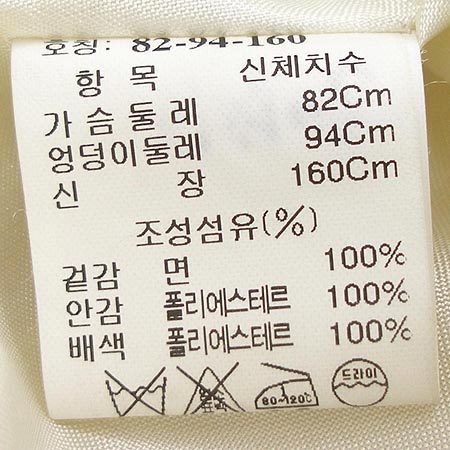 호칭: 82-94-160
항 목 신체치수
가슴둘레 82Cm
엉덩이둘레 94Cm
신 장 160Cm
조성섬유(%)
겉감 면 100%
안감 폴리에스테르 100%
배색 폴리에스테르 100%
80~120℃ 드라이